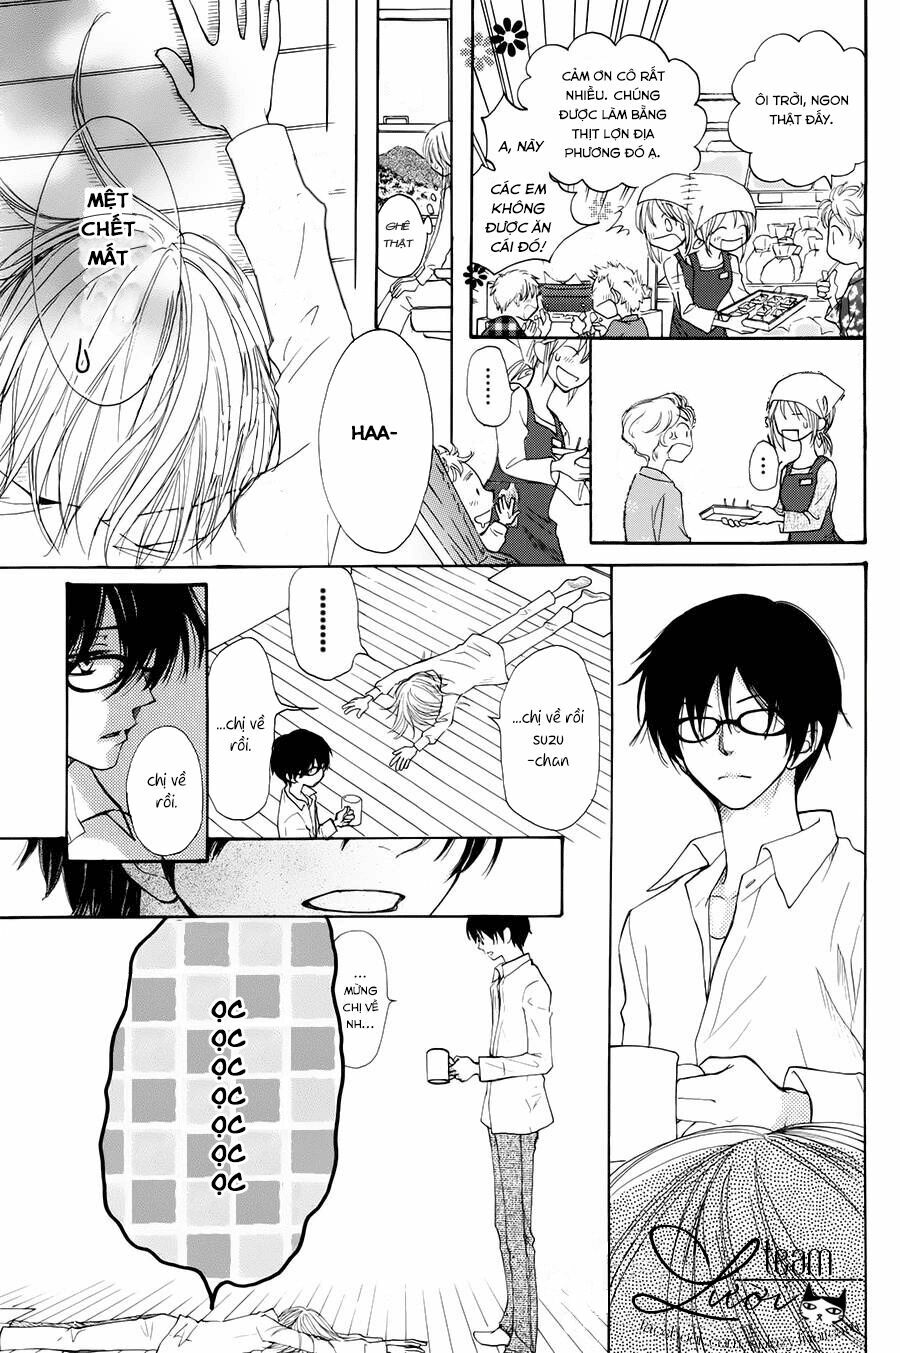 ÔI TRỜI, NGON
THẬT ĐẤY.
CẢM ƠN CÔ RẤT
NHIỀU. CHÚNG
ĐƯỢC LÀM BẰNG
THỊT LỢN ĐỊA
PHƯƠNG ĐÓ Ạ.
A, NÀY
CÁC EM
KHÔNG
ĐƯỢC ĂN
CÁI ĐÓ!
GHÊ
THẬT
MỆT
CHẾT
MẤT
HAA-
...chị về rồi
suzu
-chan
...chị về
rồi.
chị về
rồi.
...
MỪNG
CHỊ VỀ
NH...
ỌC
ỌC
ỌC
ỌC
ỌC
ỌC
ỌC
team
Lười